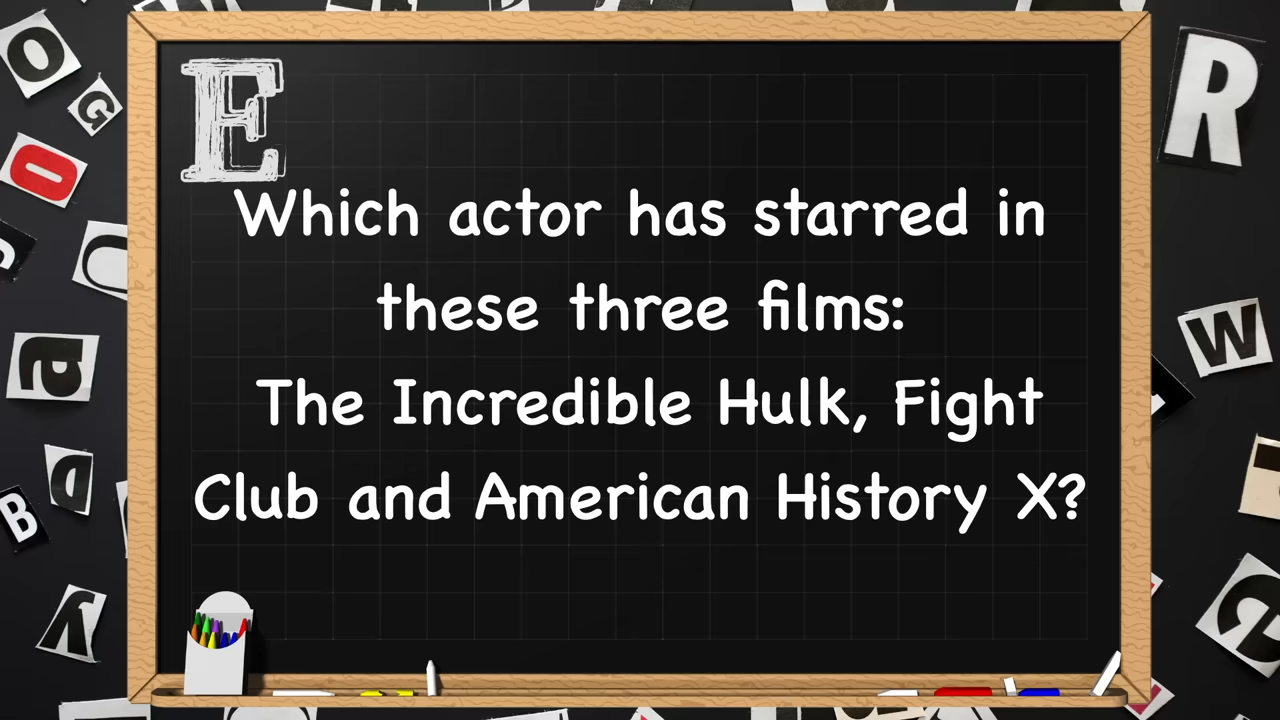 E
Which actor has starred in
these three films:
The Incredible Hulk, Fight
Club and American History X?
O
G
O
a
D
B
y
R
W